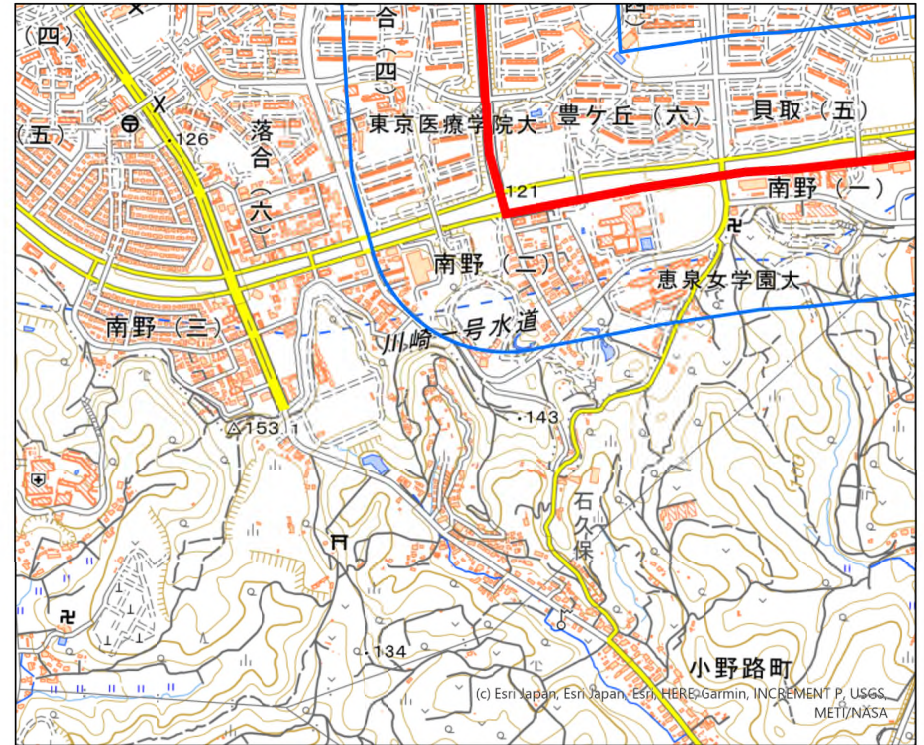 (四)
合(四)
四
東京医療学院大
豊ケ丘(六)
貝取(五)
(五)
・126
落合(六)
121
南野(一)
南野(二)
恵泉女学園大
南野(三)
川崎一号水道
・143
153.1
石久保
・134
小野路町
(c) Esri Japan, Esri Japan, Esri, HERE, Garmin, INCREMENT P, USGS,
METI/NASA